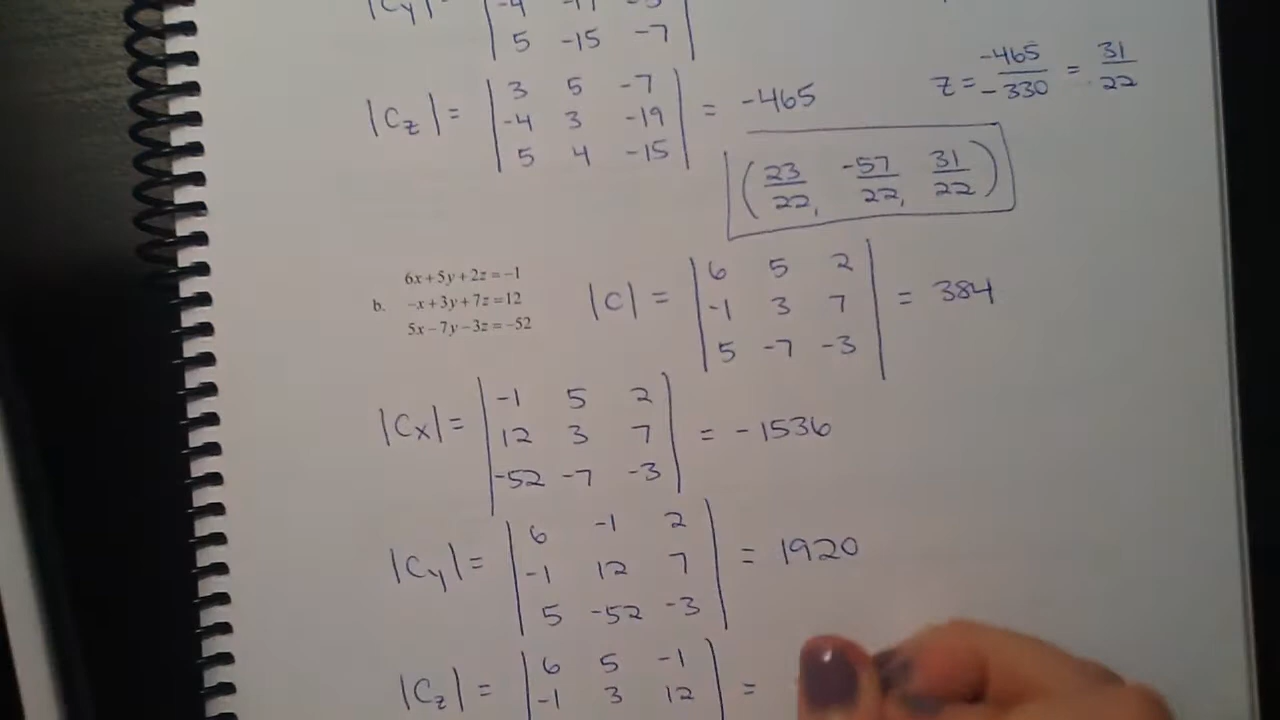 |Cy| =
5 -15 -7
|Cz| = | 3 5 -7 | = -465
| -4 3 -19 |
| 5 4 -15 |
z = -465/-330 = 31/22
(23/22, -57/22, 31/22)
b.
6x+5y+2z=-1
-x+3y+7z=12
5x-7y-3z=-52
|C| = | 6 5 2 | = 384
| -1 3 7 |
| 5 -7 -3 |
|Cx| = | -1 5 2 | = -1536
| 12 3 7 |
| -52 -7 -3 |
|Cy| = | 6 -1 2 | = 1920
| -1 12 7 |
| 5 -52 -3 |
|Cz| = | 6 5 -1 | =
| -1 3 12 |